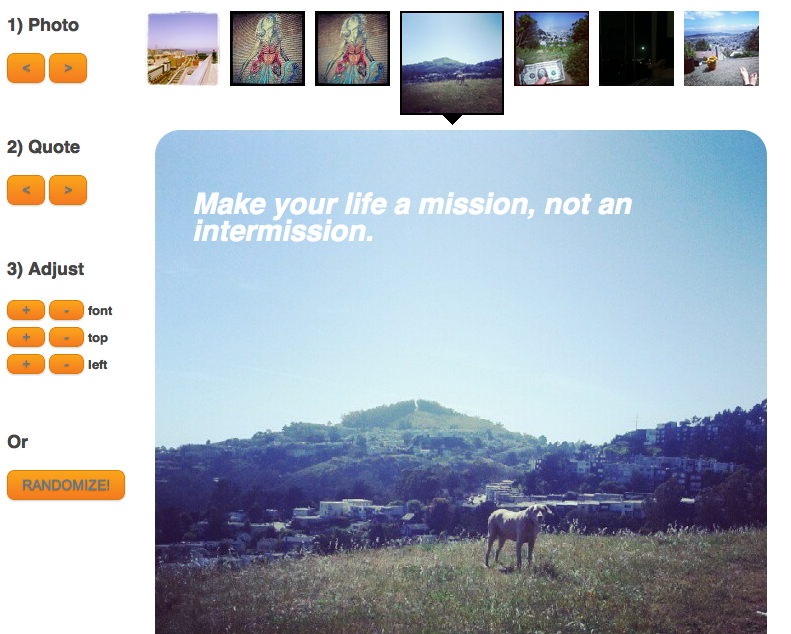 1) Photo
< >
2) Quote
< >
3) Adjust
+ - font
+ - top
+ - left
Or
RANDOMIZE!
Make your life a mission, not an
intermission.